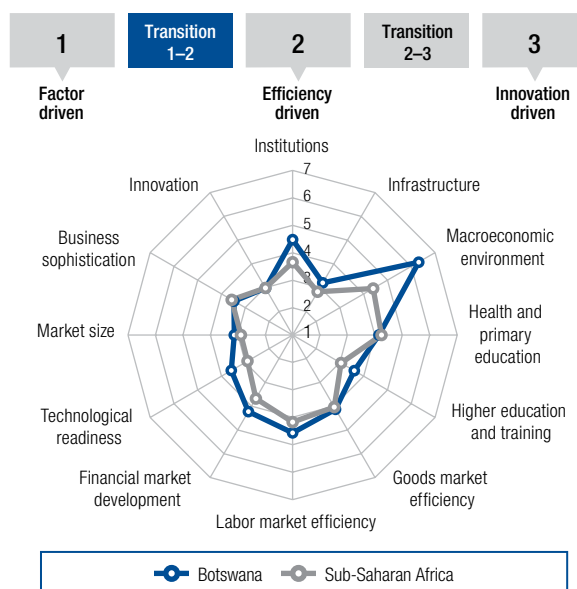 1
Transition
1–2
2
Transition
2–3
3
Factor
driven
Efficiency
driven
Innovation
driven
Institutions
7
6
5
4
3
2
1
Innovation
Infrastructure
Business
sophistication
Macroeconomic
environment
Market size
Health and
primary
education
Technological
readiness
Higher education
and training
Financial market
development
Goods market
efficiency
Labor market efficiency
Botswana
Sub-Saharan Africa